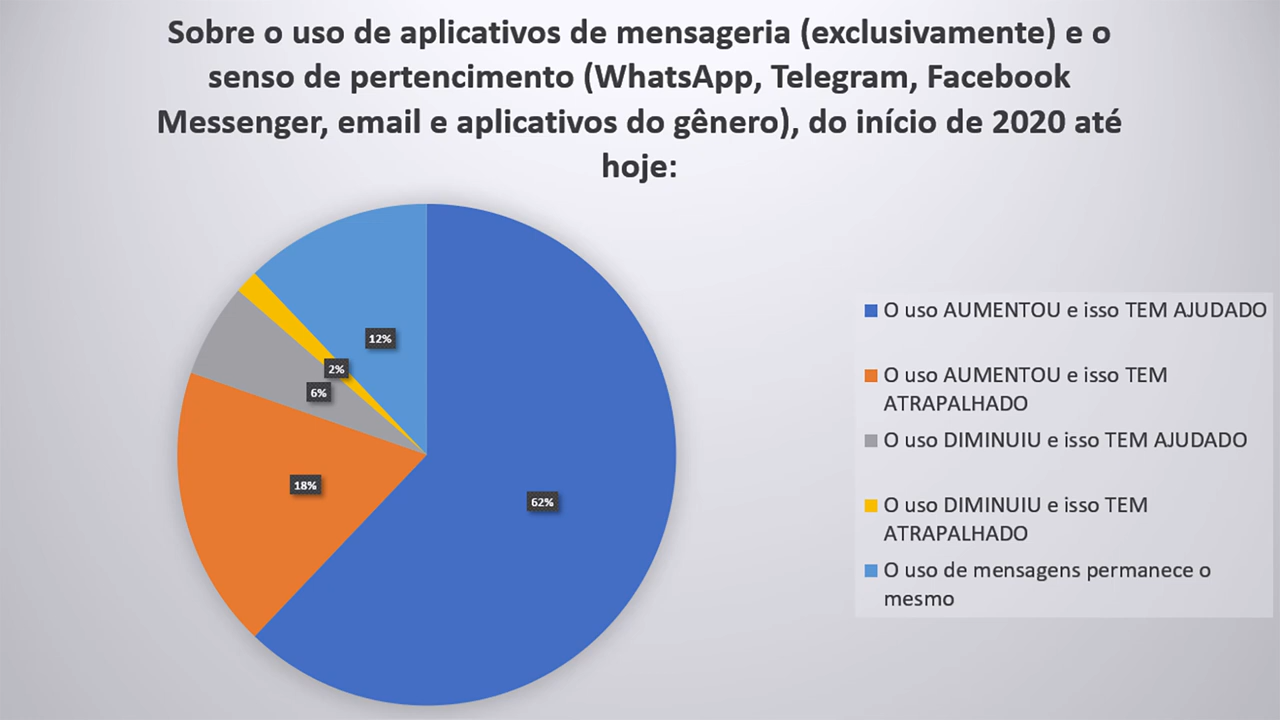 Sobre o uso de aplicativos de mensageria (exclusivamente) e o
senso de pertencimento (WhatsApp, Telegram, Facebook
Messenger, email e aplicativos do gênero), do início de 2020 até
hoje:
12%
2%
6%
18%
62%
O uso AUMENTOU e isso TEM AJUDADO
O uso AUMENTOU e isso TEM
ATRAPALHADO
O uso DIMINUIU e isso TEM AJUDADO
O uso DIMINUIU e isso TEM
ATRAPALHADO
O uso de mensagens permanece o
mesmo